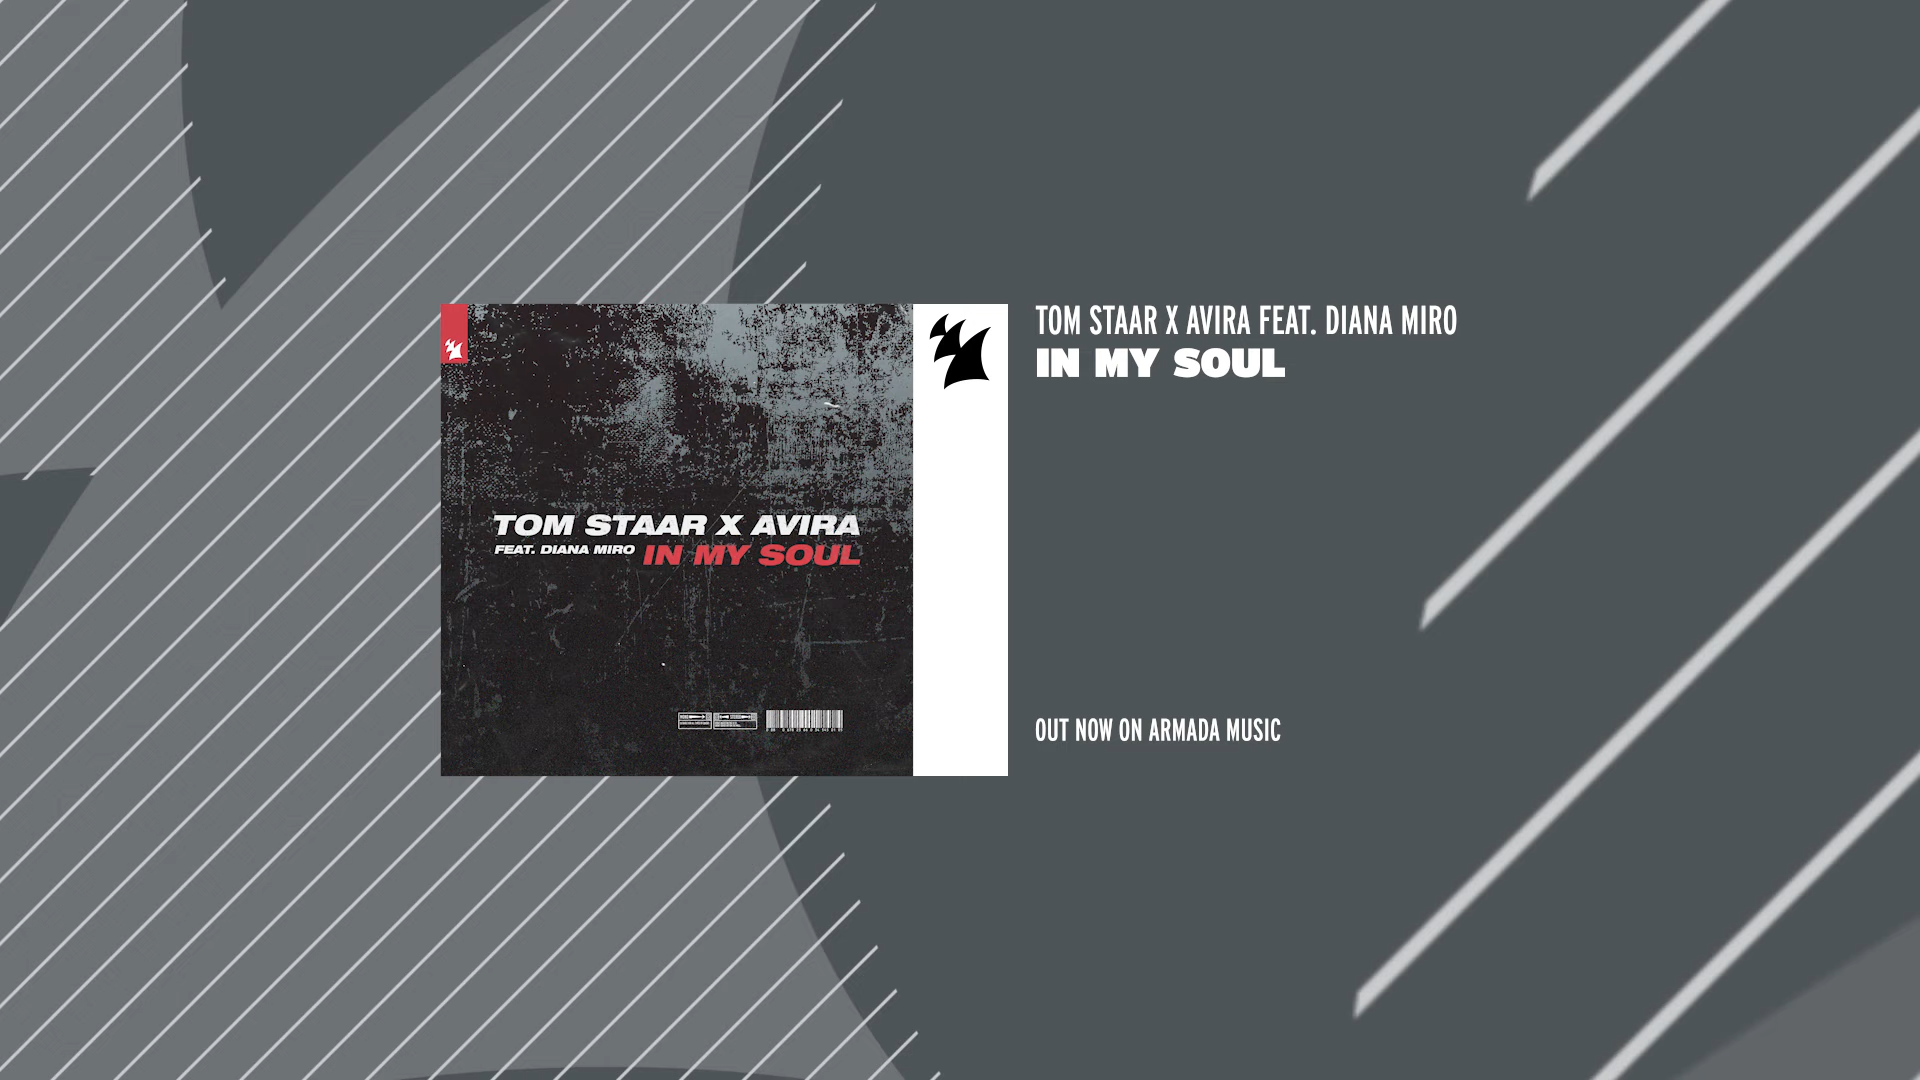 TOM STAAR X AVIRA
FEAT. DIANA MIRO IN MY SOUL
TOM STAAR X AVIRA FEAT. DIANA MIRO
IN MY SOUL
OUT NOW ON ARMADA MUSIC